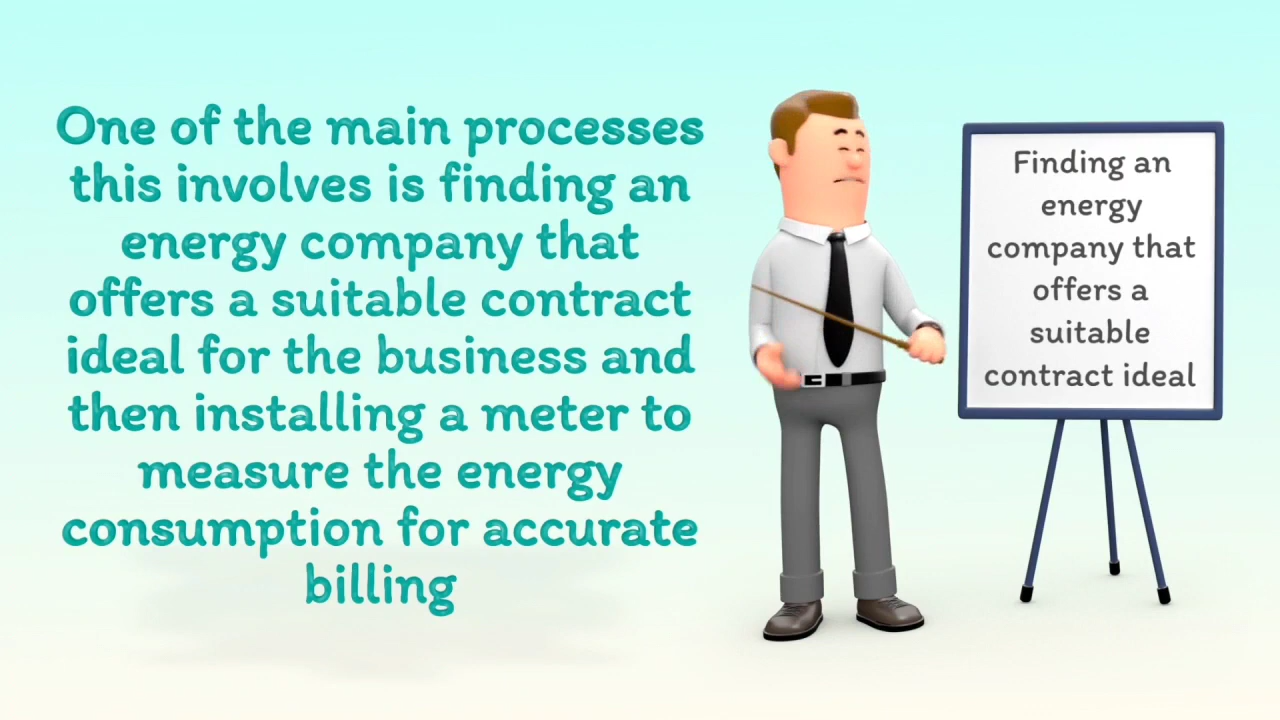 One of the main processes
this involves is finding an
energy company that
offers a suitable contract
ideal for the business and
then installing a meter to
measure the energy
consumption for accurate
billing
Finding an
energy
company that
offers a
suitable
contract ideal